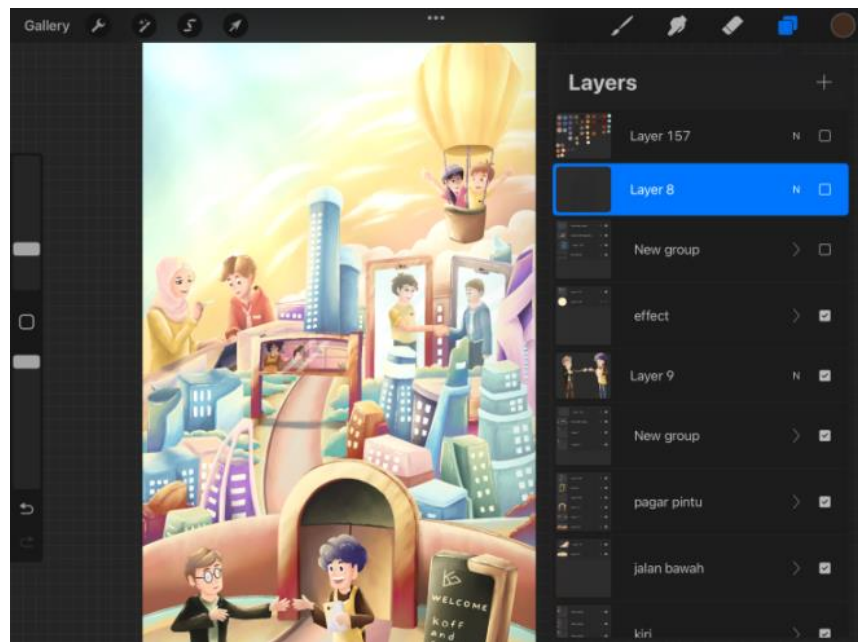 Gallery
Layers
Layer 157 N
Layer 8 N
New group
effect
Layer 9 N
New group
pagar pintu
jalan bawah
kiri
KG
WELCOME
KOFF
and